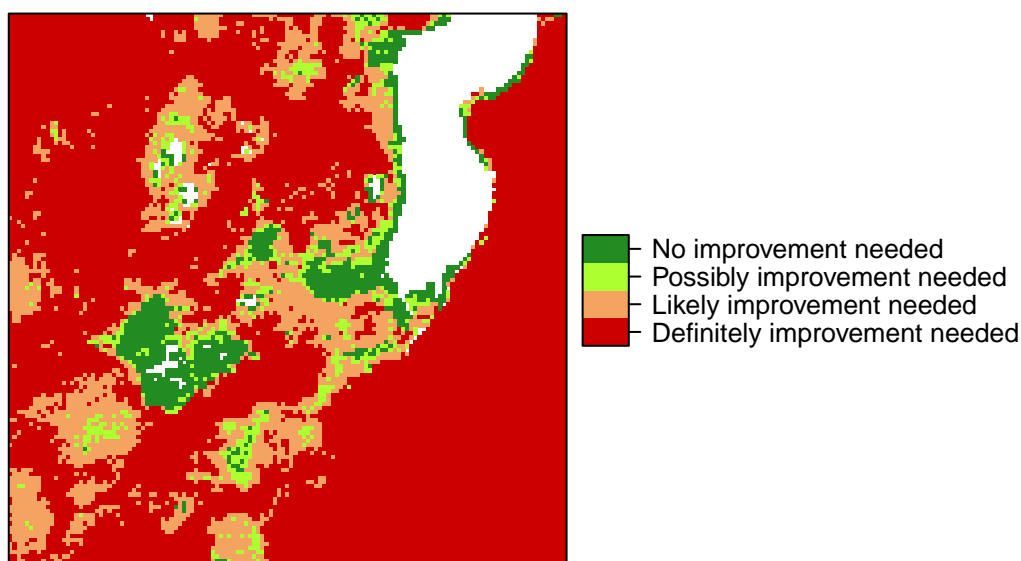 No improvement needed
Possibly improvement needed
Likely improvement needed
Definitely improvement needed